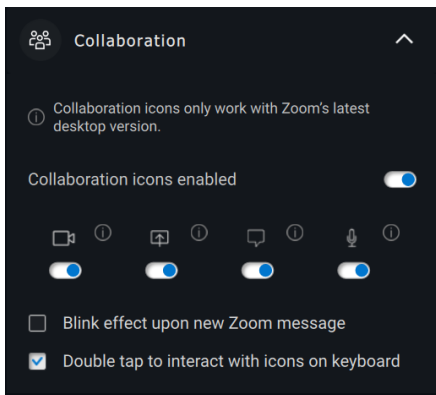 Collaboration
Collaboration icons only work with Zoom's latest
desktop version.
Collaboration icons enabled
Blink effect upon new Zoom message
Double tap to interact with icons on keyboard